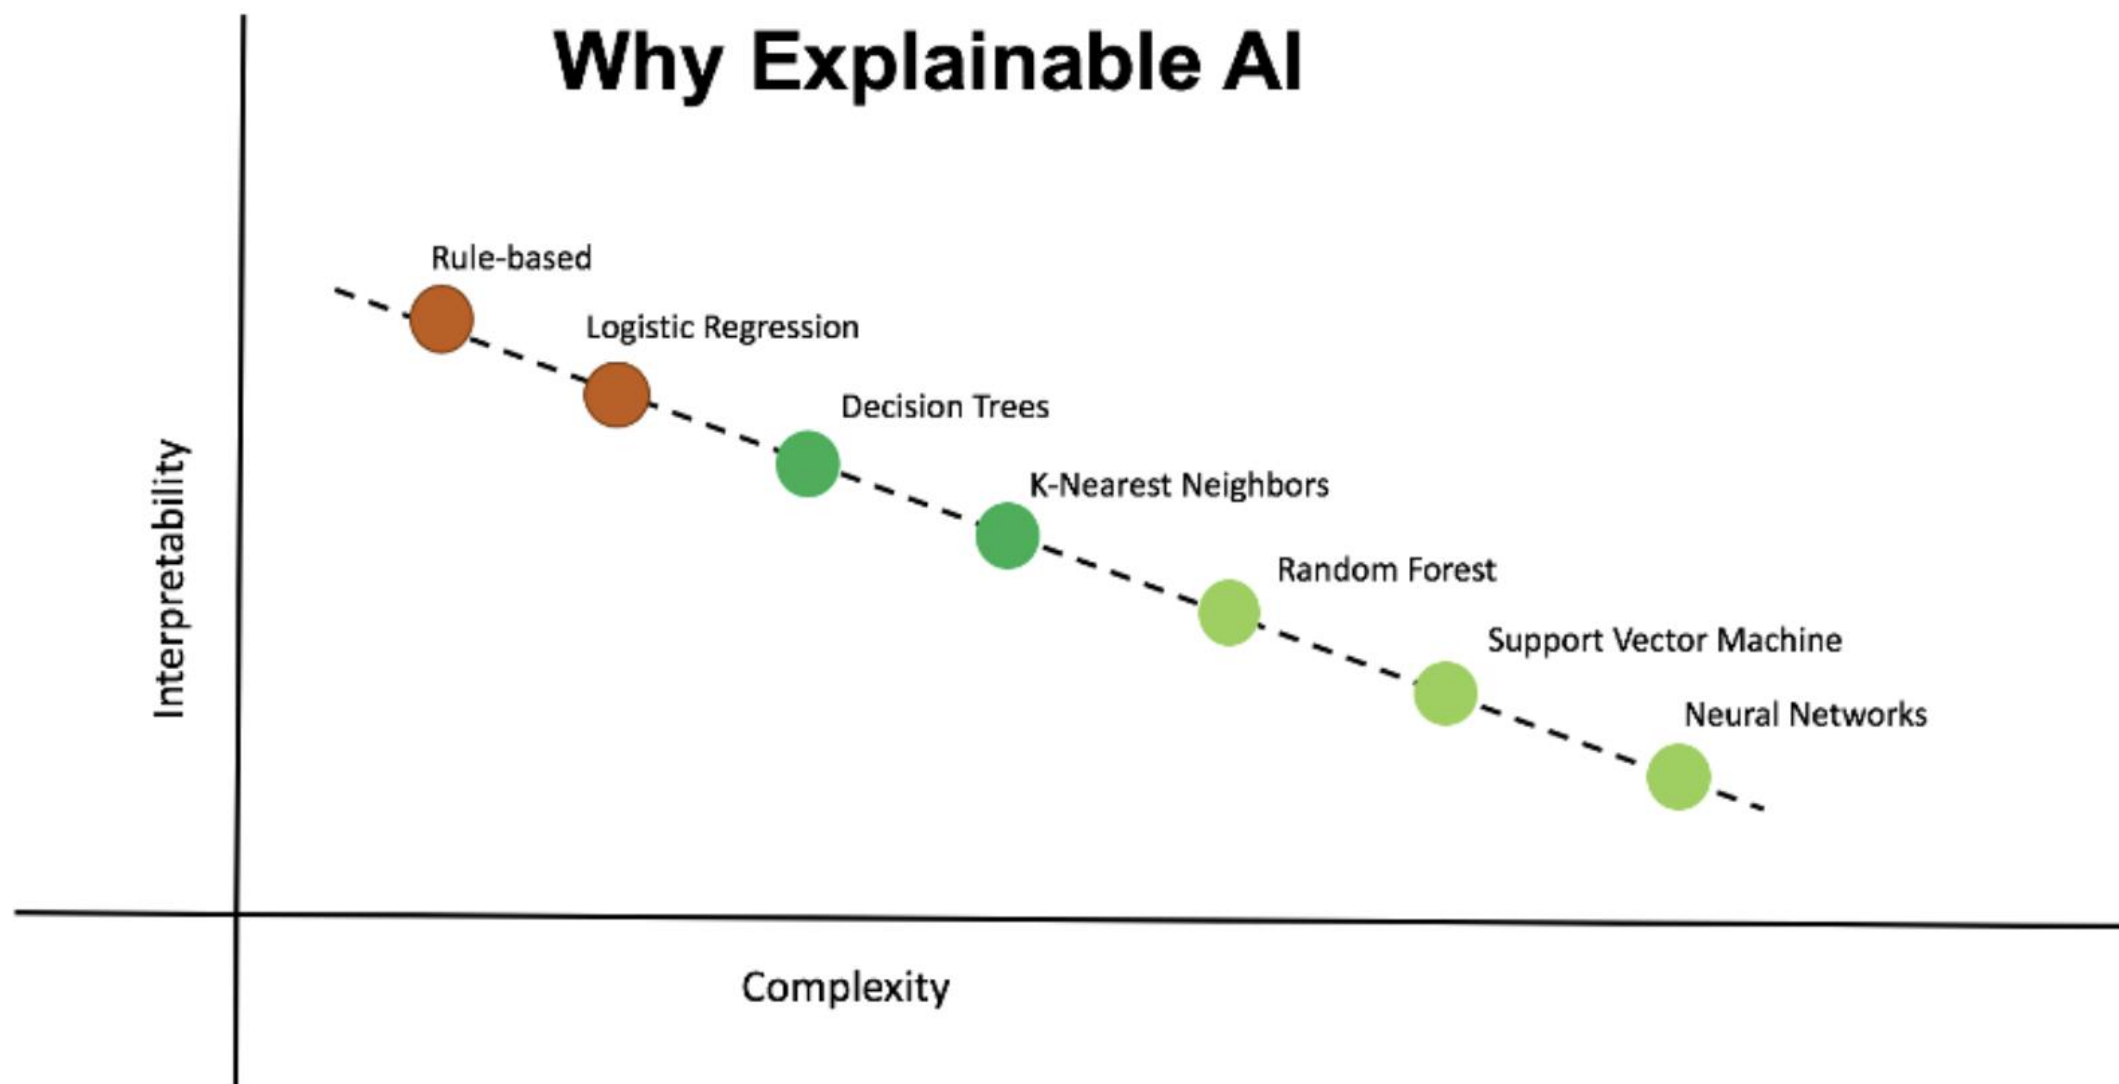 Why Explainable AI
Rule-based
Logistic Regression
Decision Trees
K-Nearest Neighbors
Random Forest
Support Vector Machine
Neural Networks
Interpretability
Complexity